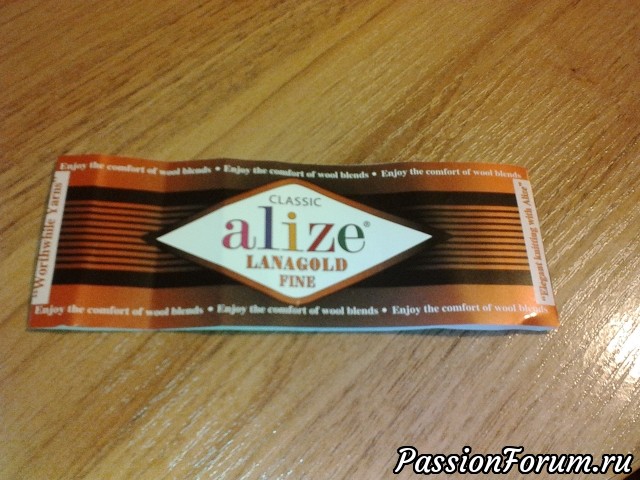 Enjoy the comfort of wool blends • Enjoy the comfort of wool blends • Enjoy the comfort of wool blends
"Worthwhile Yarns"
CLASSIC
alize®
LANAGOLD
FINE
"Elegant knitting with Alize"
Enjoy the comfort of wool blends • Enjoy the comfort of wool blends • Enjoy the comfort of wool blends
PassionForum.ru